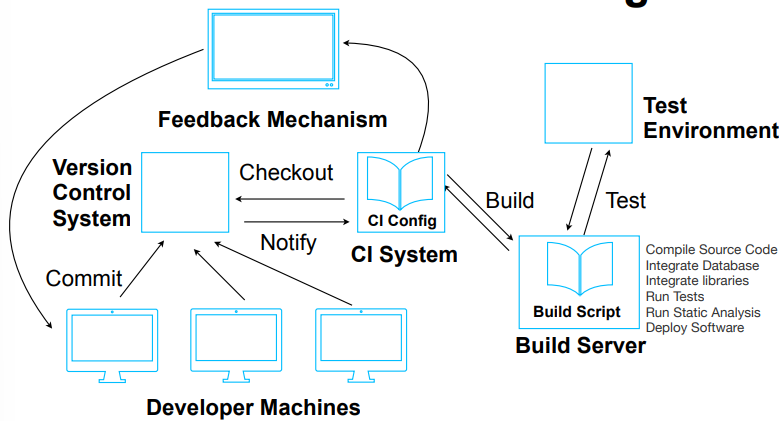 g
Feedback Mechanism
Test
Environment
Version
Control
System
Checkout
Notify
CI Config
CI System
Build
Test
Commit
Build Script
Build Server
Compile Source Code
Integrate Database
Integrate libraries
Run Tests
Run Static Analysis
Deploy Software
Developer Machines